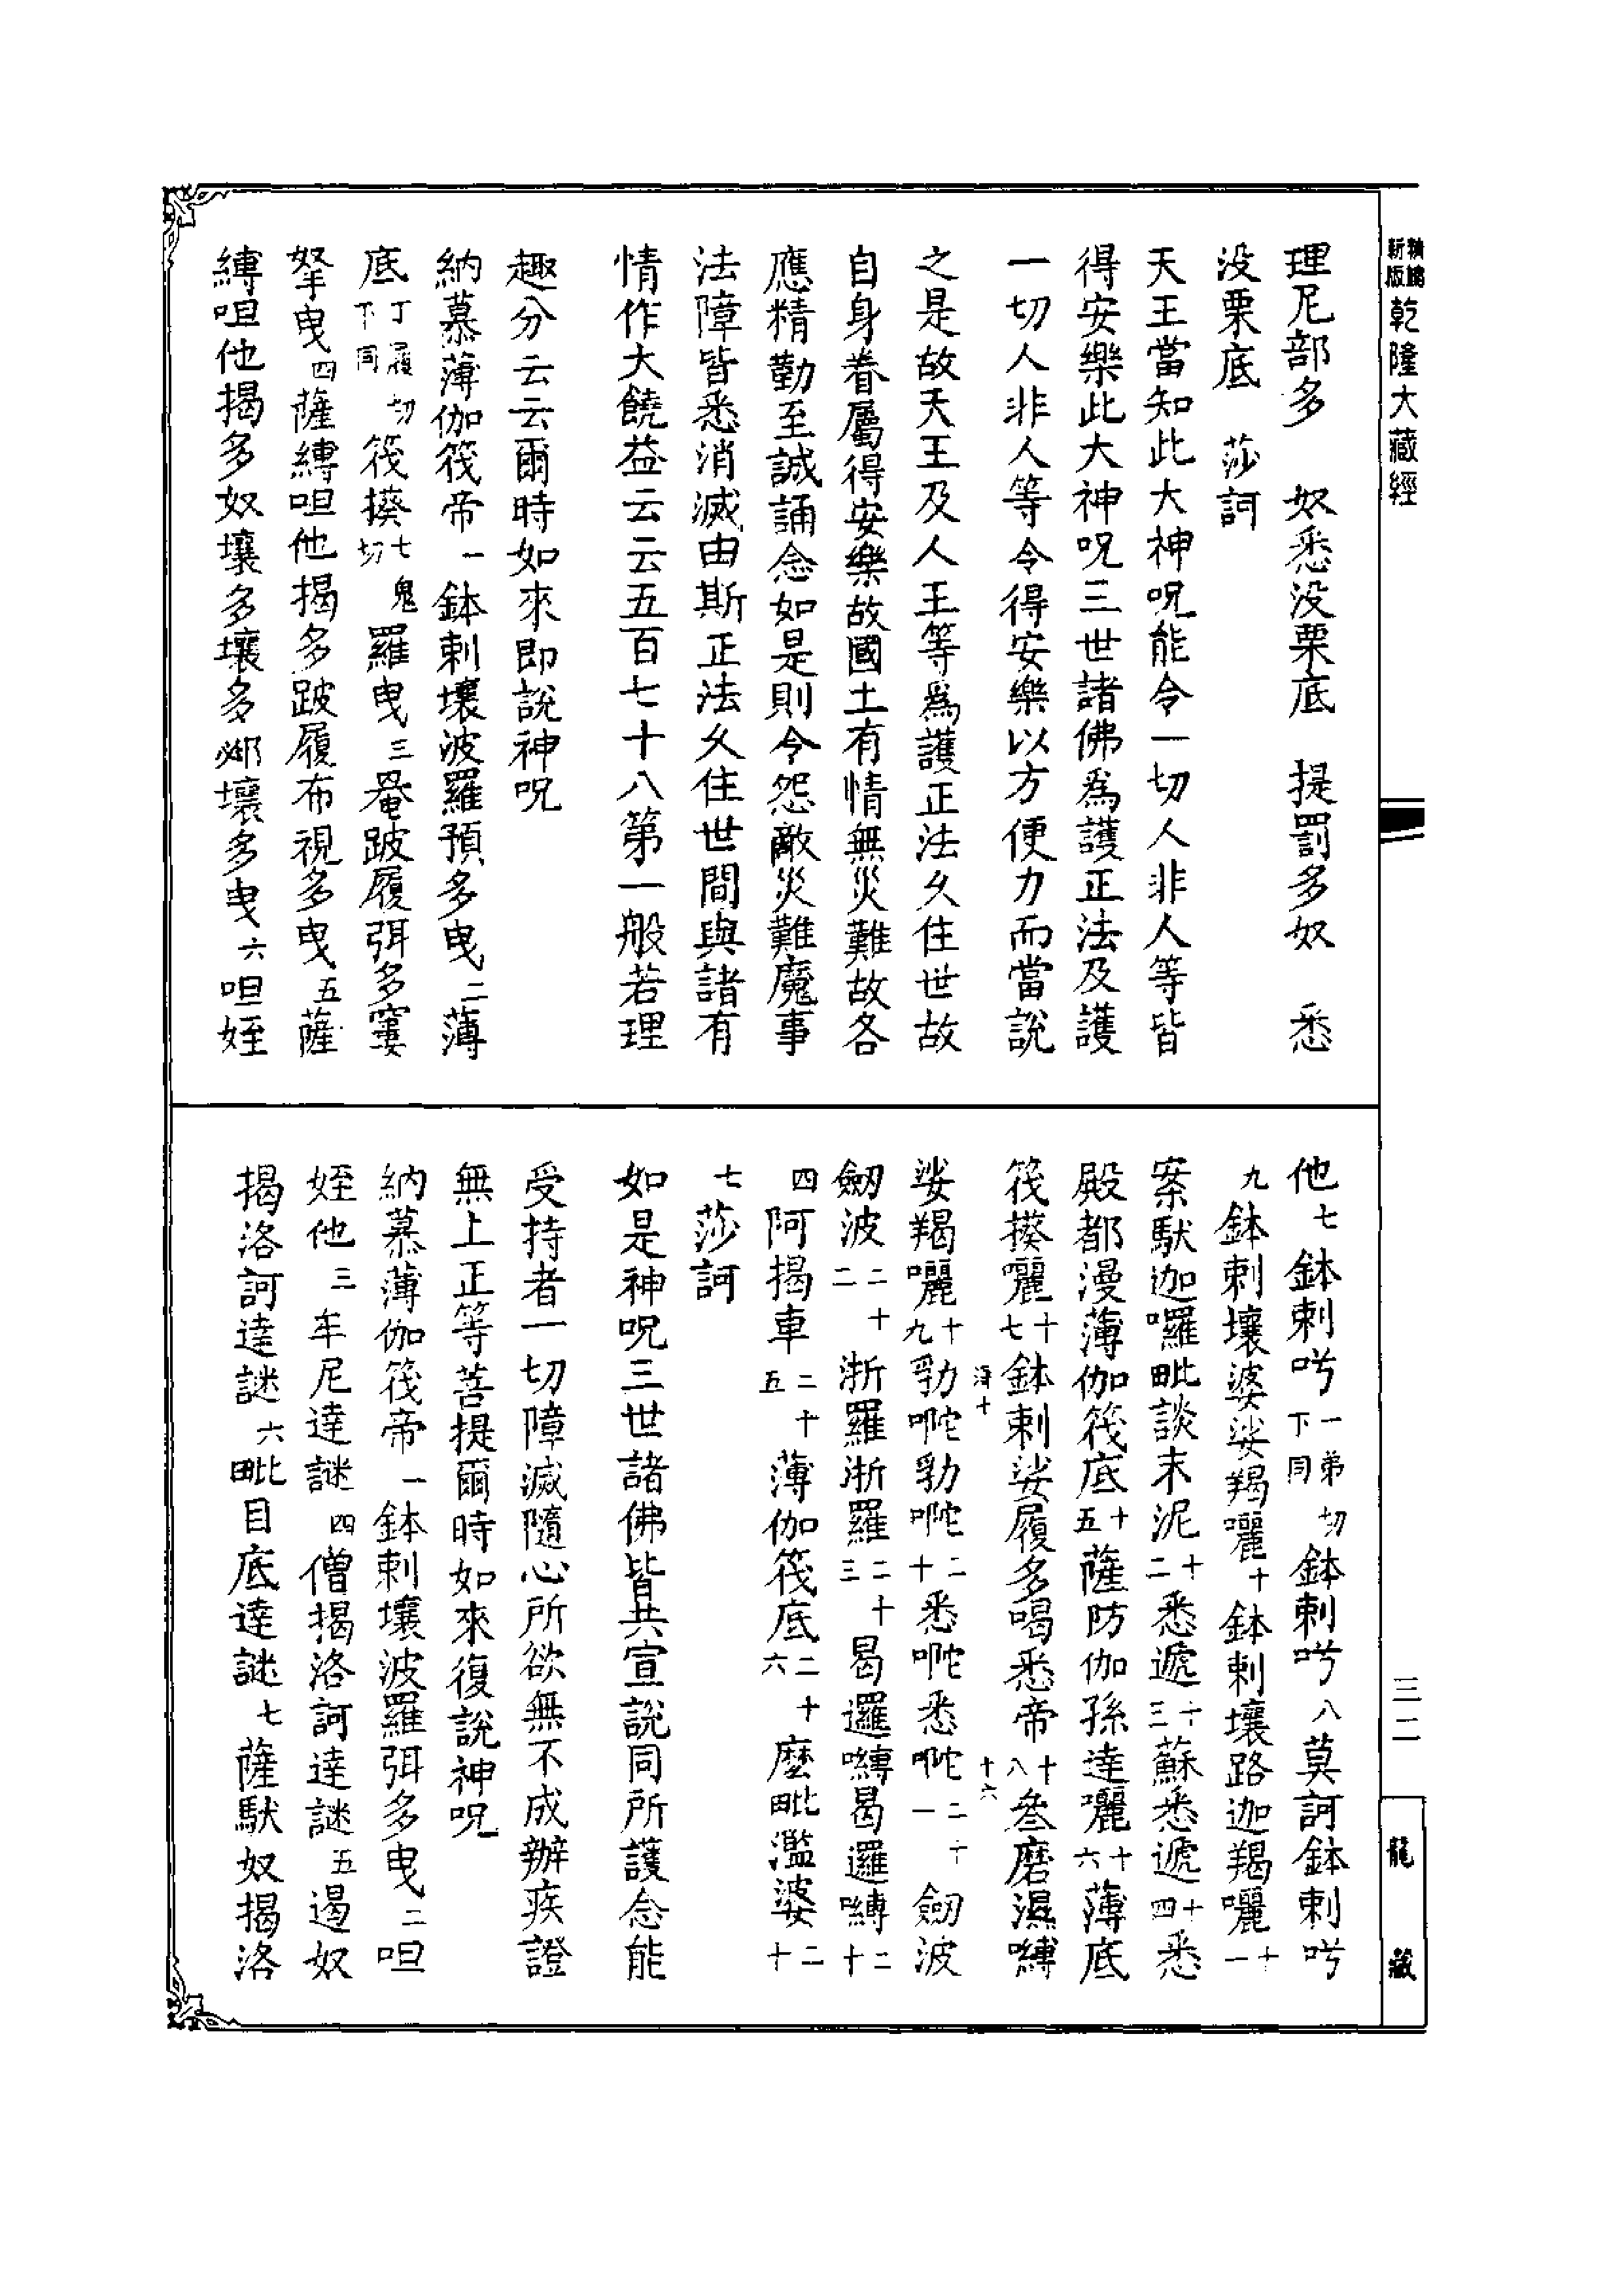 新版精編 乾隆大藏經
三二
龍藏
理尼部多 奴悉没栗底 提罰多奴 悉
没栗底 莎訶
天王當知此大神呪能令一切人非人等皆
得安樂此大神呪三世諸佛為護正法及護
一切人非人等令得安樂以方便力而當說
之是故天王及人王等為護正法久住世故
自身眷屬得安樂故國土有情無災難故各
應精勤至誠誦念如是則令怨敵災難魔事
法障皆悉消滅由斯正法久住世間與諸有
情作大饒益云云五百七十八第一般若理
趣分云云爾時如來即說神呪
納慕薄伽筏帝一鉢剌壤波羅預多曳二薄
底丁履切下同筏搽七鬼切羅曳三罨跛履弭多窶
拏曳四薩縛呾他揭多跛履布視多曳五薩
縛呾他揭多奴壤多壤多邲壤多曳六呾姪
他七鉢剌吘一弟切下同鉢剌吘八莫訶鉢剌吘
九鉢剌壤婆娑羯囇十鉢剌壤路迦羯囇十一
案馱迦囉毗談末泥十二悉遞十三蘇悉遞十四悉
殿都漫薄伽筏底十五薩防伽孫達囇十六薄底
筏搽囇十七鉢剌娑履多喝悉帝十八叁磨濕嚩
娑羯囇十九勃㖿勃㖿二十悉㖿悉㖿二十一劒波
劒波二十二浙羅浙羅二十三曷邏嚩曷邏嚩二十
四阿揭車二十五薄伽筏底二十六麼毗濫婆二十
七莎訶
如是神呪三世諸佛皆共宣說同所護念能
受持者一切障滅隨心所欲無不成辦疾證
無上正等菩提爾時如來復說神呪
納慕薄伽筏帝一鉢剌壤波羅弭多曳二呾
姪他三牟尼達謎四僧揭洛訶達謎五遏奴
揭洛訶達謎六毗目底達謎七薩馱奴揭洛